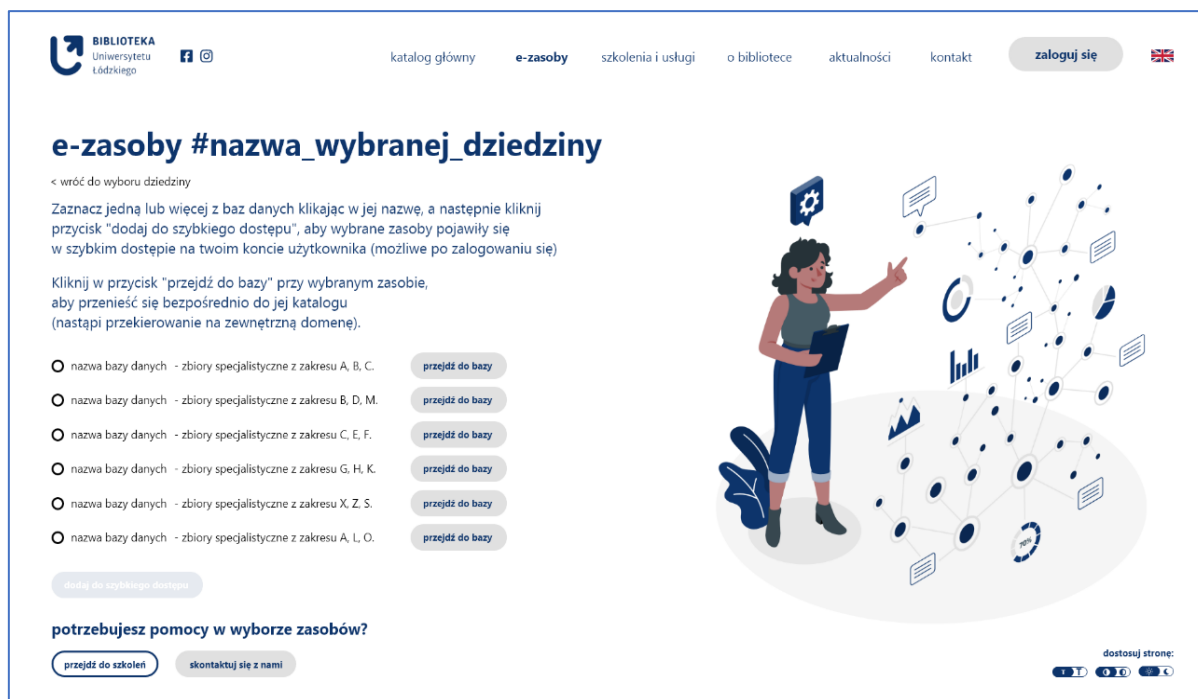 BIBLIOTEKA
Uniwersytetu
Łódzkiego
katalog główny e-zasoby szkolenia i usługi o bibliotece aktualności kontakt zaloguj się
e-zasoby #nazwa_wybranej_dziedziny
< wróć do wyboru dziedziny
Zaznacz jedną lub więcej z baz danych klikając w jej nazwę, a następnie kliknij
przycisk "dodaj do szybkiego dostępu", aby wybrane zasoby pojawiły się
w szybkim dostępie na twoim koncie użytkownika (możliwe po zalogowaniu się)
Kliknij w przycisk "przejdź do bazy" przy wybranym zasobie,
aby przenieść się bezpośrednio do jej katalogu
(nastąpi przekierowanie na zewnętrzną domenę).
nazwa bazy danych - zbiory specjalistyczne z zakresu A, B, C. przejdź do bazy
nazwa bazy danych - zbiory specjalistyczne z zakresu B, D, M. przejdź do bazy
nazwa bazy danych - zbiory specjalistyczne z zakresu C, E, F. przejdź do bazy
nazwa bazy danych - zbiory specjalistyczne z zakresu G, H, K. przejdź do bazy
nazwa bazy danych - zbiory specjalistyczne z zakresu X, Z, S. przejdź do bazy
nazwa bazy danych - zbiory specjalistyczne z zakresu A, L, O. przejdź do bazy
70%
dodaj do szybkiego dostępu
potrzebujesz pomocy w wyborze zasobów?
przejdź do szkoleń skontaktuj się z nami
dostosuj stronę:
T T